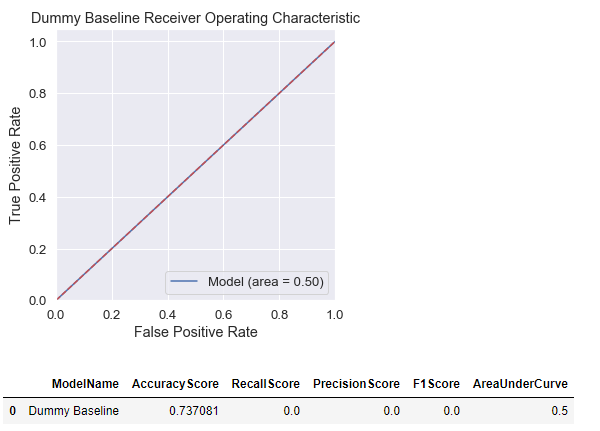 Dummy Baseline Receiver Operating Characteristic
1.0
0.8
0.6
0.4
0.2
0.0
True Positive Rate
Model (area = 0.50)
0.0 0.2 0.4 0.6 0.8 1.0
False Positive Rate
ModelName AccuracyScore RecallScore PrecisionScore F1Score AreaUnderCurve
0 Dummy Baseline 0.737081 0.0 0.0 0.0 0.5